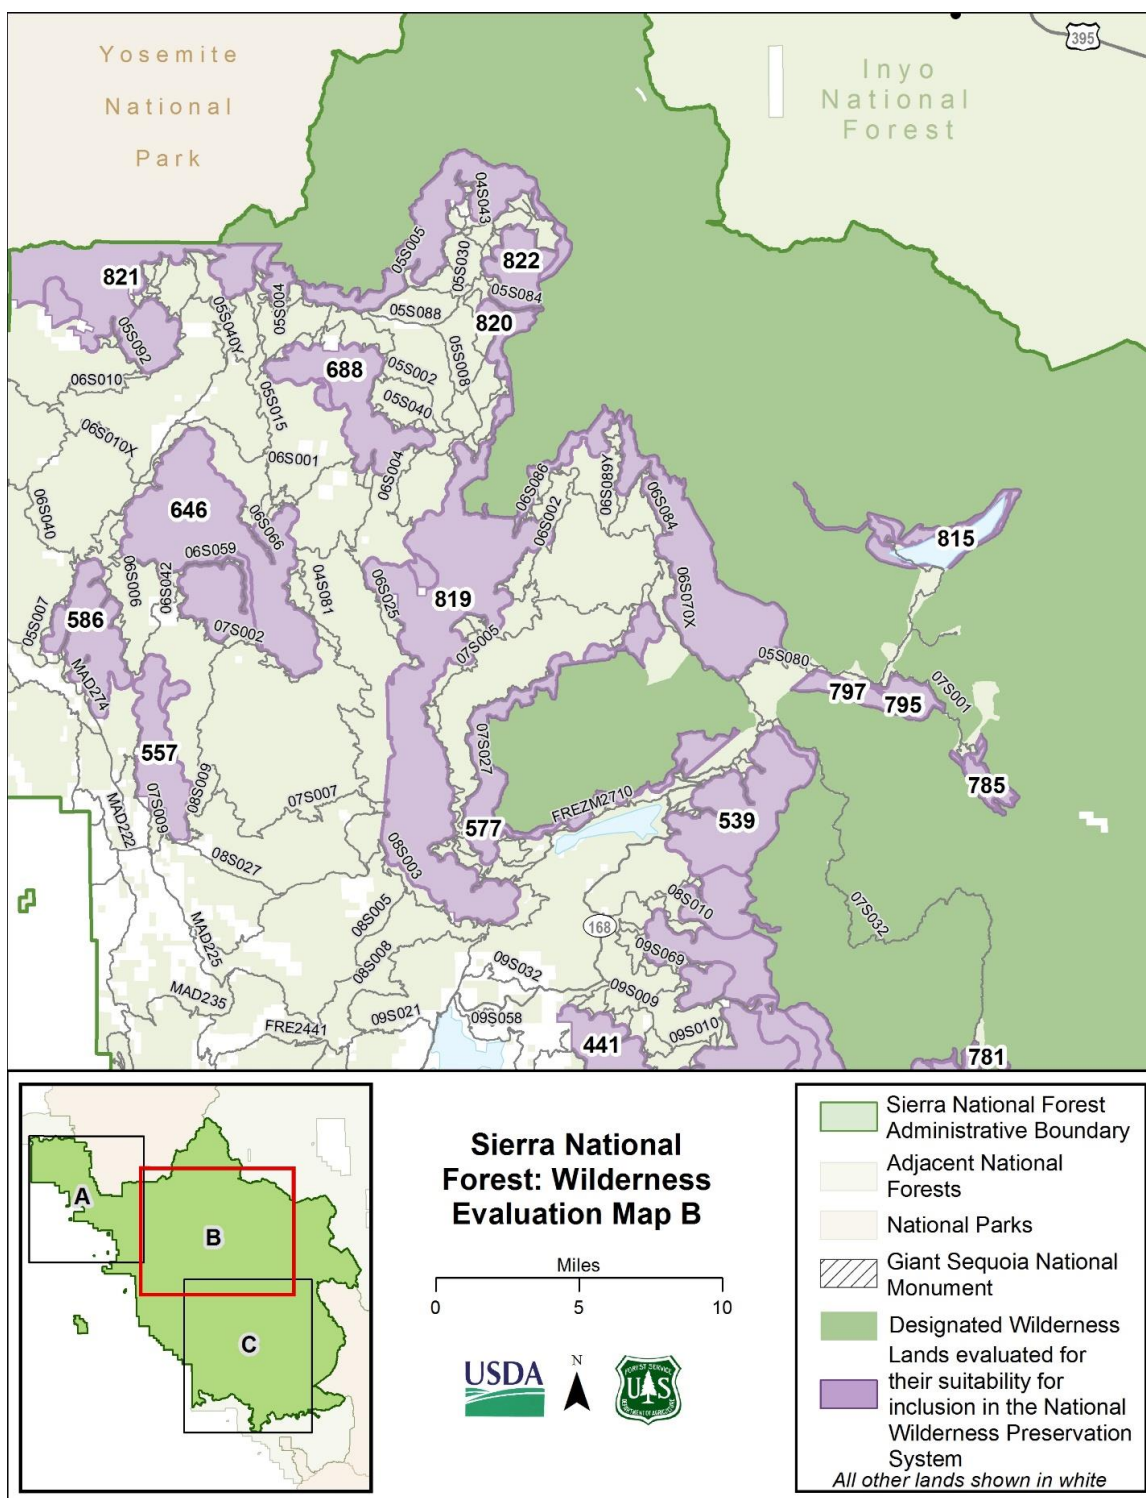 Yosemite
National
Park
395
Inyo
National
Forest
04S043
05S005
05S030
822
821
05S004
05S084
05S088
820
05S092
05S040Y
688
05S002
05S008
06S010
05S040
05S015
06S010X
06S001
06S004
06S086
06S002
06S089Y
06S084
646
06S040
06S066
815
06S059
06S006
06S042
04S081
06S025
819
06S070X
05S007
586
07S002
07S005
05S080
MAD274
797
795
07S001
557
07S027
08S009
785
07S007
FREZM2710
539
MAD222
07S009
577
08S027
08S003
08S010
08S005
07S032
168
MAD225
08S008
09S069
09S032
MAD235
09S009
09S021
09S058
FRE2441
09S010
441
781
A
B
C
Sierra National
Forest: Wilderness
Evaluation Map B
Miles
0 5 10
USDA
N
FOREST SERVICE
U S
DEPARTMENT OF AGRICULTURE
Sierra National Forest
Administrative Boundary
Adjacent National
Forests
National Parks
Giant Sequoia National
Monument
Designated Wilderness
Lands evaluated for
their suitability for
inclusion in the National
Wilderness Preservation
System
All other lands shown in white